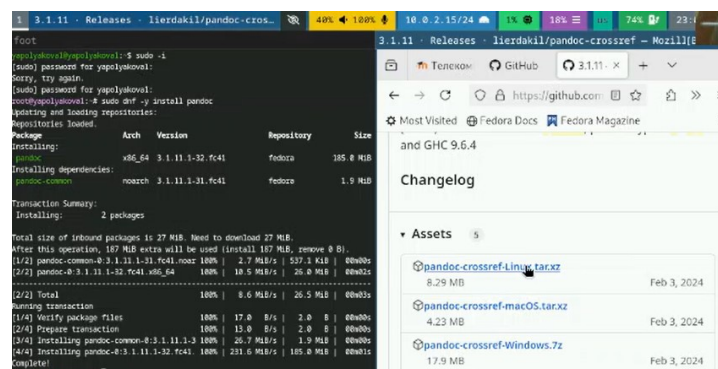 1 3.1.11 · Releases · lierdakil/pandoc-cros… 40% 100% 10.0.2.15/24 1% 18% us 74% 23:
foot
yapolyakoval@yapolyakoval:~$ sudo -i
[sudo] password for yapolyakoval:
Sorry, try again.
[sudo] password for yapolyakoval:
root@yapolyakoval:~# sudo dnf -y install pandoc
Updating and loading repositories:
Repositories loaded.
Package Arch Version Repository Size
Installing:
pandoc x86_64 3.1.11.1-32.fc41 fedora 185.0 MiB
Installing dependencies:
pandoc-common noarch 3.1.11.1-31.fc41 fedora 1.9 MiB
Transaction Summary:
Installing: 2 packages
Total size of inbound packages is 27 MiB. Need to download 27 MiB.
After this operation, 187 MiB extra will be used (install 187 MiB, remove 0 B).
[1/2] pandoc-common-0:3.1.11.1-31.fc41.noar 100% | 2.7 MiB/s | 537.1 KiB | 00m00s
[2/2] pandoc-0:3.1.11.1-32.fc41.x86_64 100% | 10.5 MiB/s | 26.0 MiB | 00m02s
[2/2] Total 100% | 8.6 MiB/s | 26.5 MiB | 00m03s
Running transaction
[1/4] Verify package files 100% | 17.0 B/s | 2.0 B | 00m00s
[2/4] Prepare transaction 100% | 13.0 B/s | 2.0 B | 00m00s
[3/4] Installing pandoc-common-0:3.1.11.1-3 100% | 26.7 MiB/s | 1.9 MiB | 00m00s
[4/4] Installing pandoc-0:3.1.11.1-32.fc41. 100% | 231.6 MiB/s | 185.0 MiB | 00m01s
Complete!
3.1.11 · Releases · lierdakil/pandoc-crossref — Mozill
Телеком GitHub 3.1.11 ·
https://github.com
Most Visited Fedora Docs Fedora Magazine
and GHC 9.6.4
Changelog
Assets 5
pandoc-crossref-Linux.tar.xz
8.29 MB Feb 3, 2024
pandoc-crossref-macOS.tar.xz
4.23 MB Feb 3, 2024
pandoc-crossref-Windows.7z
17.9 MB Feb 3, 2024